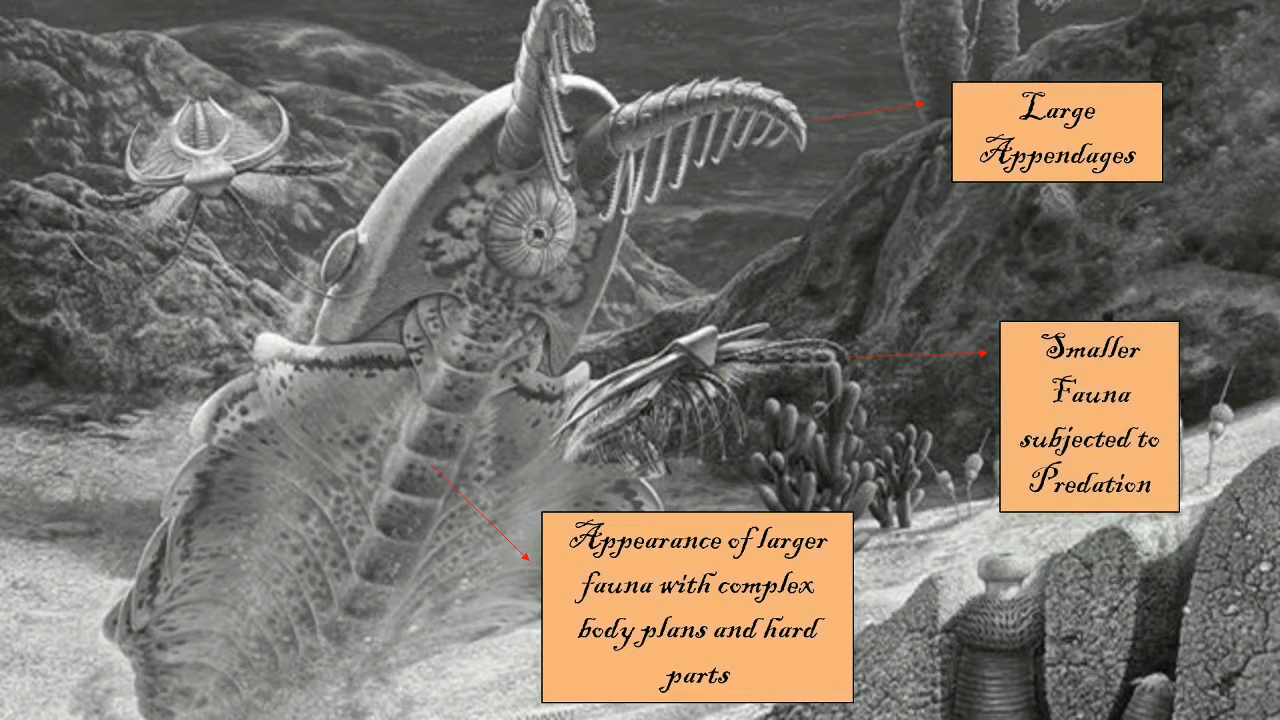 Large
Appendages
Smaller
Fauna
subjected to
Predation
Appearance of larger
fauna with complex
body plans and hard
parts